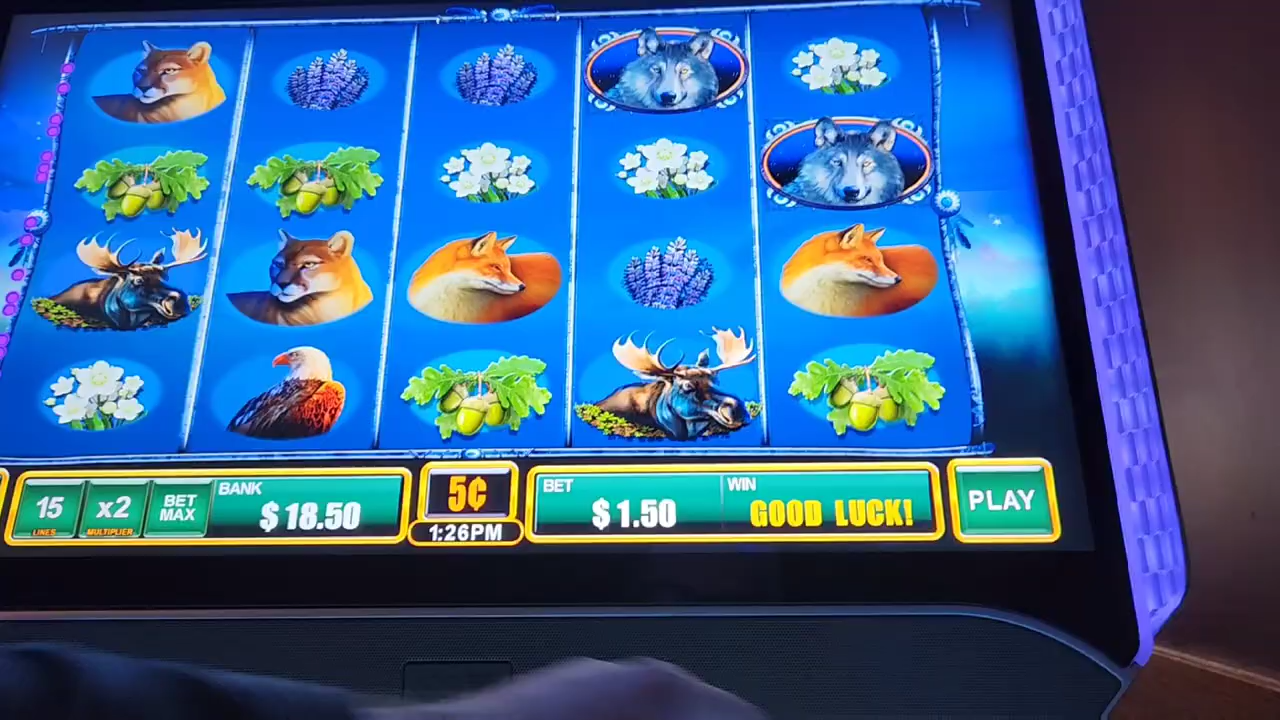 15
LINES
x2
MULTIPLIER
BET
MAX
BANK
$18.50
5¢
1:26PM
BET
$1.50
WIN
GOOD LUCK!
PLAY